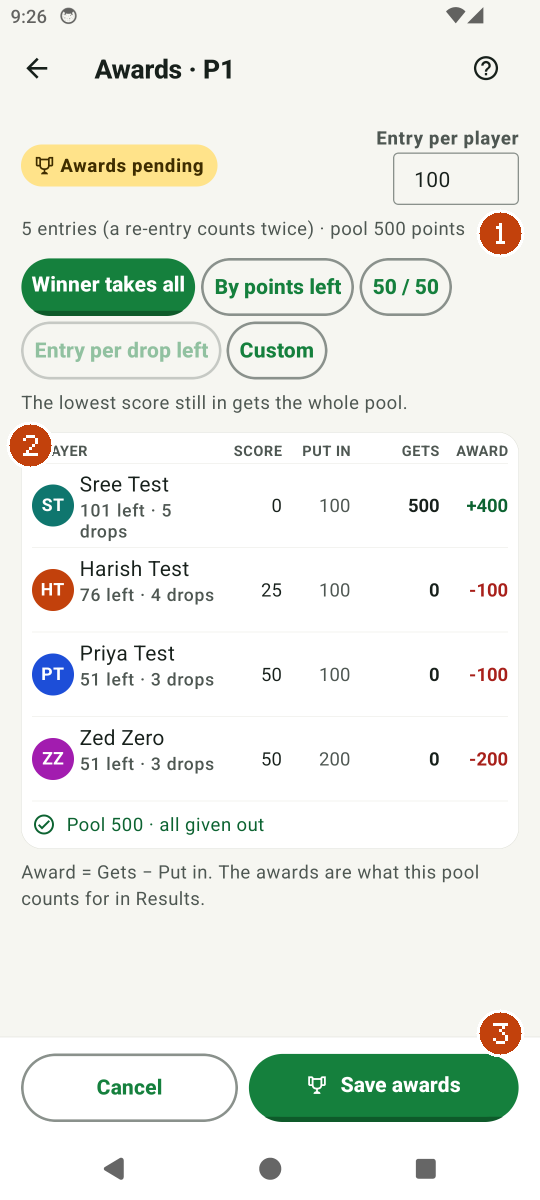 9:26
Awards · P1
Entry per player
Awards pending
100
5 entries (a re-entry counts twice) · pool 500 points
1
Winner takes all
By points left
50 / 50
Entry per drop left
Custom
The lowest score still in gets the whole pool.
2
AYER SCORE PUT IN GETS AWARD
Sree Test
ST 101 left · 5 drops 0 100 500 +400
Harish Test
HT 76 left · 4 drops 25 100 0 -100
Priya Test
PT 51 left · 3 drops 50 100 0 -100
Zed Zero
ZZ 51 left · 3 drops 50 200 0 -200
Pool 500 · all given out
Award = Gets − Put in. The awards are what this pool
counts for in Results.
3
Cancel
Save awards